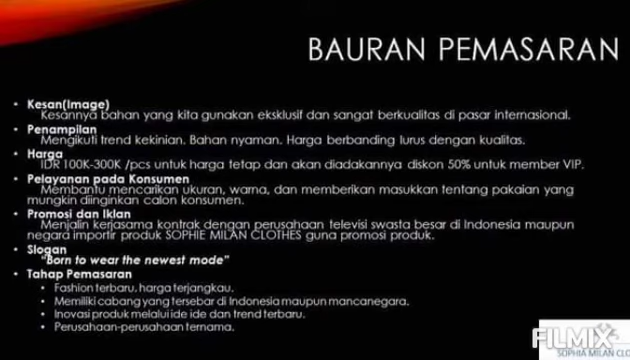 BAURAN PEMASARAN
Kesan(Image)
Kesannya bahan yang kita gunakan eksklusif dan sangat berkualitas di pasar internasional.
Penampilan
Mengikuti trend kekinian. Bahan nyaman. Harga berbanding lurus dengan kualitas.
Harga
IDR 100K-300K /pcs untuk harga tetap dan akan diadakannya diskon 50% untuk member VIP.
Pelayanan pada Konsumen
Membantu mencarikan ukuran, warna, dan memberikan masukkan tentang pakaian yang
mungkin diinginkan calon konsumen.
Promosi dan Iklan
Menjalin kerjasama kontrak dengan perusahaan televisi swasta besar di Indonesia maupun
negara importir produk SOPHIE MILAN CLOTHES guna promosi produk.
Slogan
"Born to wear the newest mode"
Tahap Pemasaran
Fashion terbaru, harga terjangkau.
Memiliki cabang yang tersebar di Indonesia maupun mancanegara.
Inovasi produk melalui ide ide dan trend terbaru.
Perusahaan-perusahaan ternama.
FILMIX
SOPHIA MILAN CLO